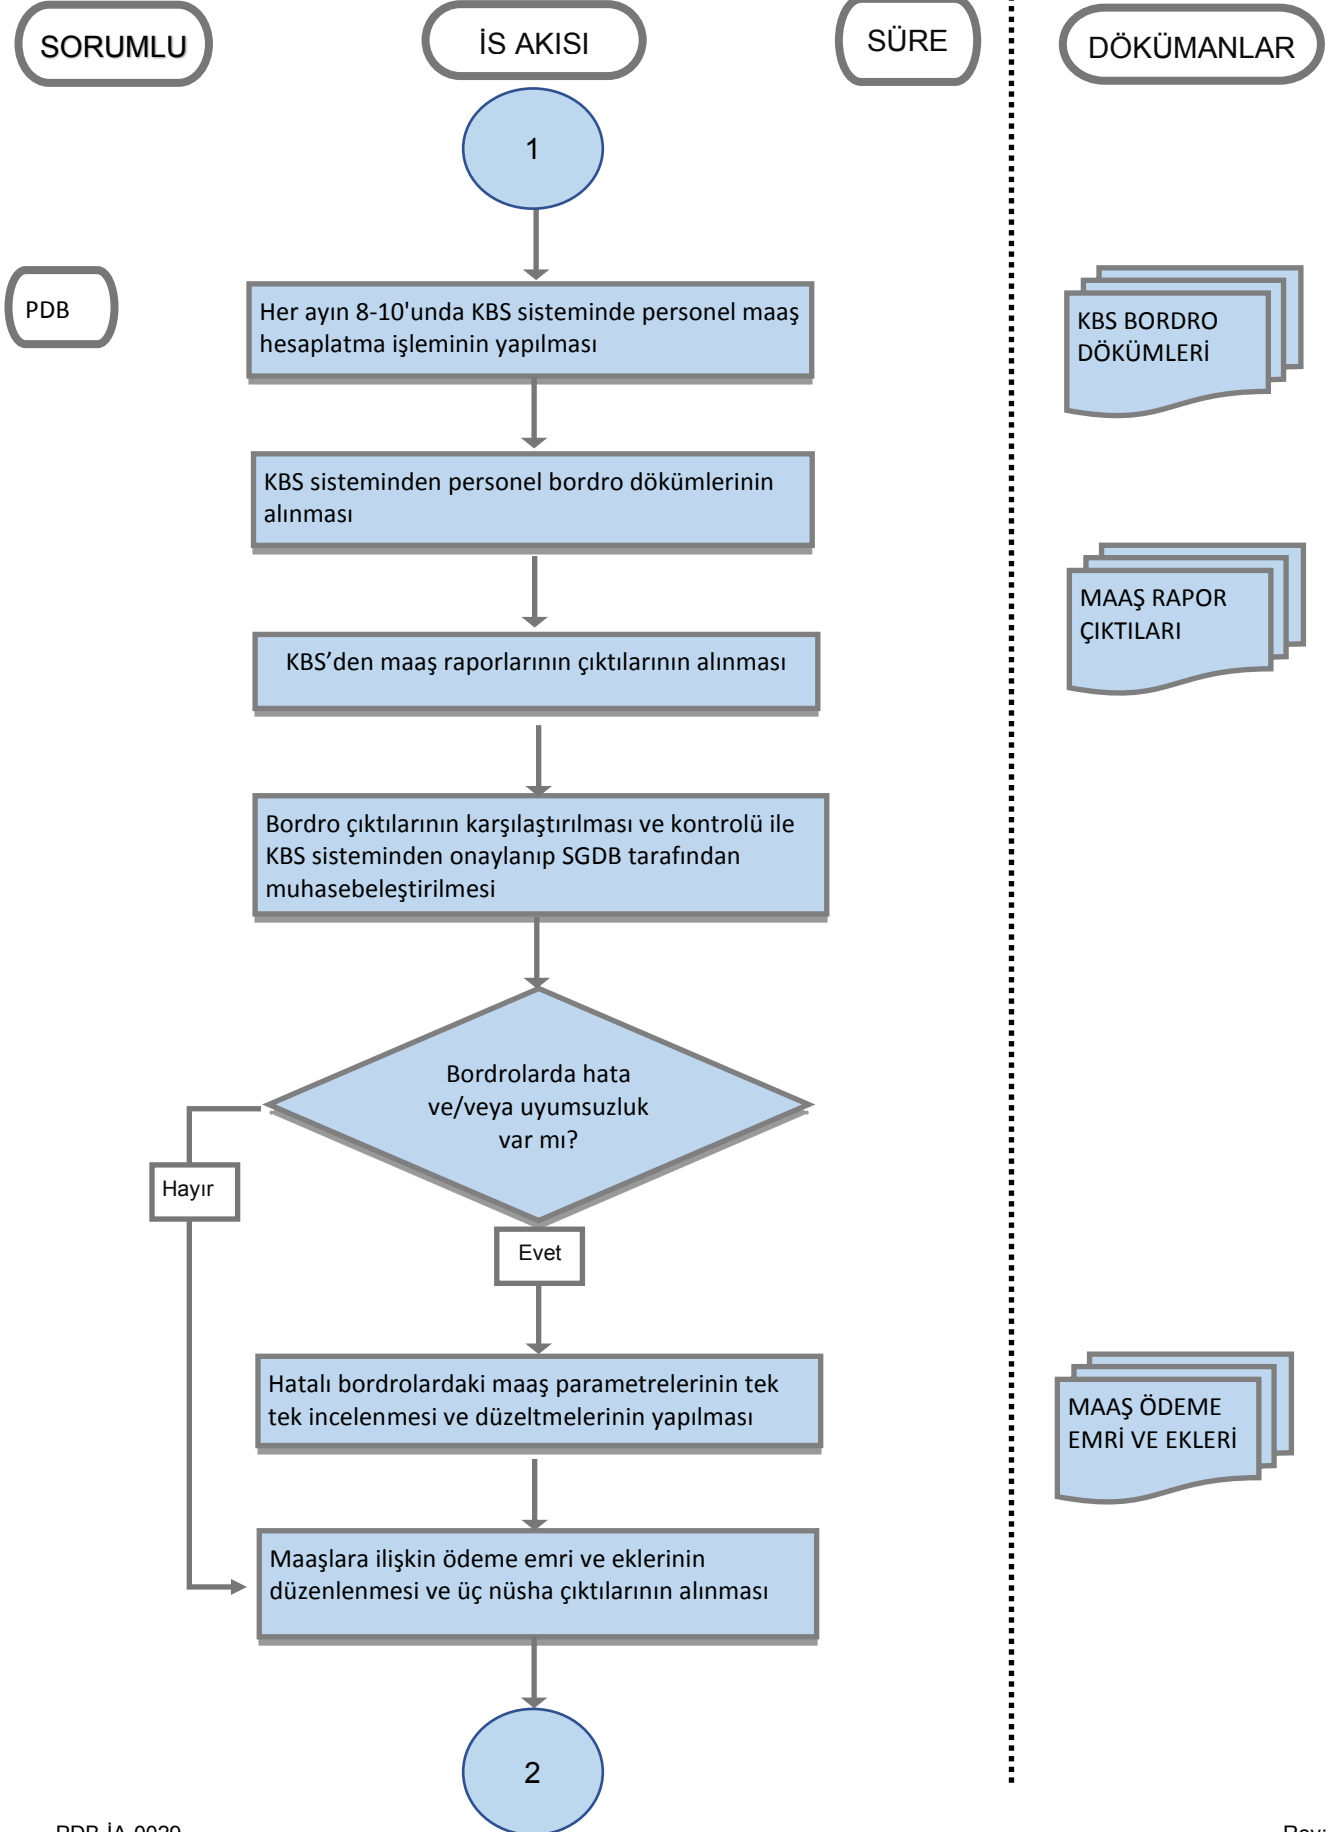 SORUMLU
İS AKISI
SÜRE
DÖKÜMANLAR
1
PDB
Her ayın 8-10'unda KBS sisteminde personel maaş
hesaplatma işleminin yapılması
KBS BORDRO
DÖKÜMLERİ
KBS sisteminden personel bordro dökümlerinin
alınması
MAAŞ RAPOR
ÇIKTILARI
KBS’den maaş raporlarının çıktılarının alınması
Bordro çıktılarının karşılaştırılması ve kontrolü ile
KBS sisteminden onaylanıp SGDB tarafından
muhasebeleştirilmesi
Bordrolarda hata
ve/veya uyumsuzluk
var mı?
Hayır
Evet
Hatalı bordrolardaki maaş parametrelerinin tek
tek incelenmesi ve düzeltmelerinin yapılması
MAAŞ ÖDEME
EMRİ VE EKLERİ
Maaşlara ilişkin ödeme emri ve eklerinin
düzenlenmesi ve üç nüsha çıktılarının alınması
2
PDB-İA-0029
Rev: